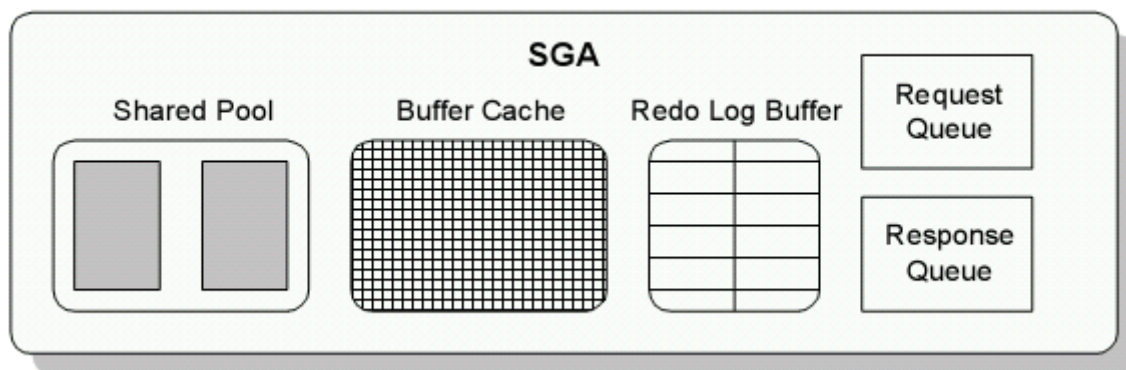 SGA
Shared Pool
Buffer Cache
Redo Log Buffer
Request
Queue
Response
Queue